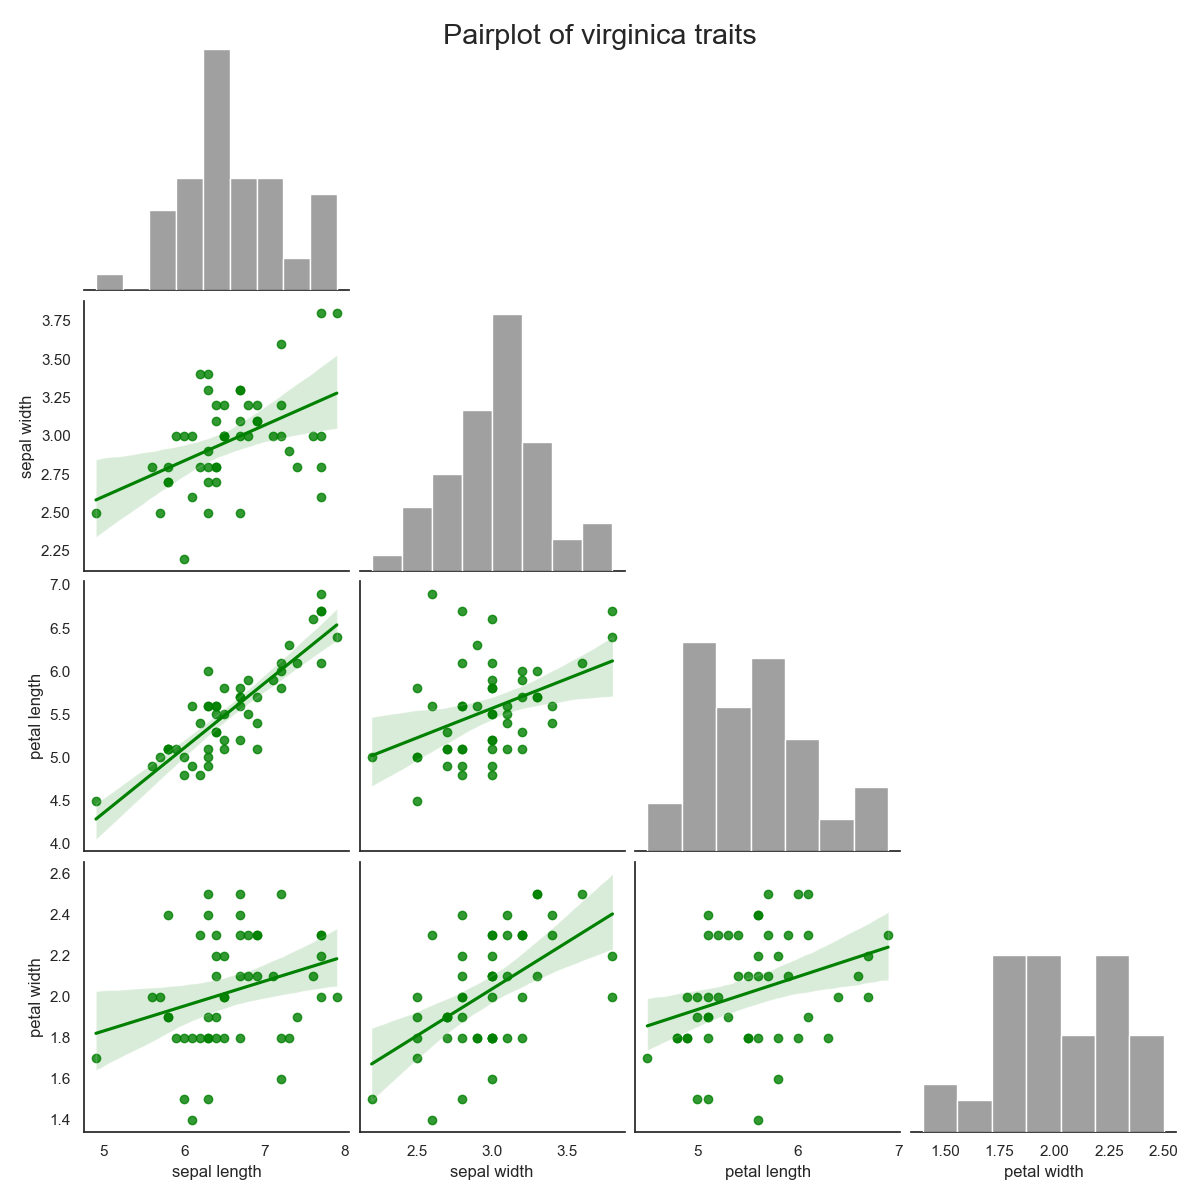 Pairplot of virginica traits
3.75
3.50
3.25
3.00
2.75
2.50
2.25
sepal width
7.0
6.5
6.0
5.5
5.0
4.5
4.0
petal length
2.6
2.4
2.2
2.0
1.8
1.6
1.4
petal width
5 6 7 8
sepal length
2.5 3.0 3.5
sepal width
5 6 7
petal length
1.50 1.75 2.00 2.25 2.50
petal width